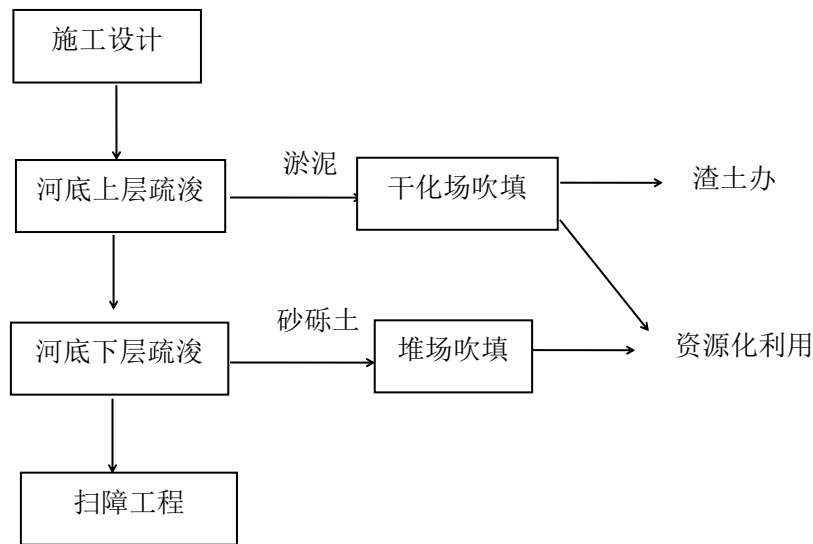 施工设计
淤泥
河底上层疏浚
干化场吹填
渣土办
砂砾土
河底下层疏浚
堆场吹填
资源化利用
扫障工程